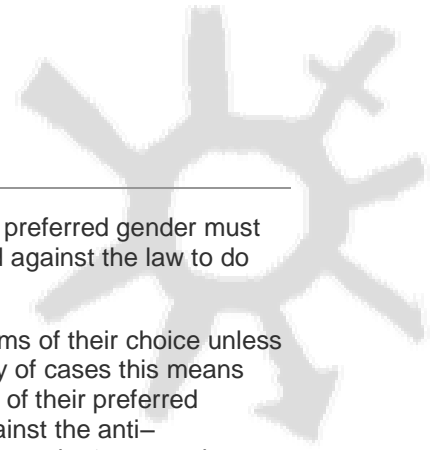 preferred gender must
against the law to do
ms of their choice unless
y of cases this means
of their preferred
ainst the anti–